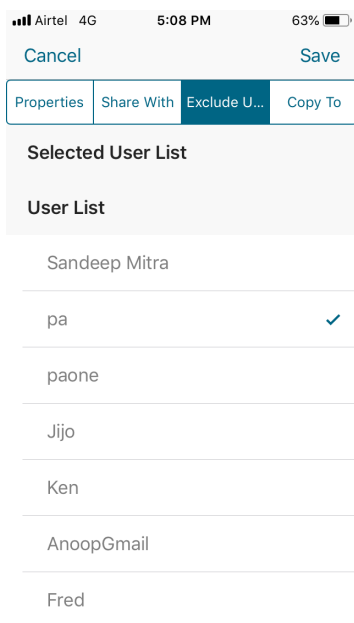 Airtel 4G 5:08 PM 63%
Cancel Save
Properties Share With Exclude U... Copy To
Selected User List
User List
Sandeep Mitra
pa
paone
Jijo
Ken
AnoopGmail
Fred